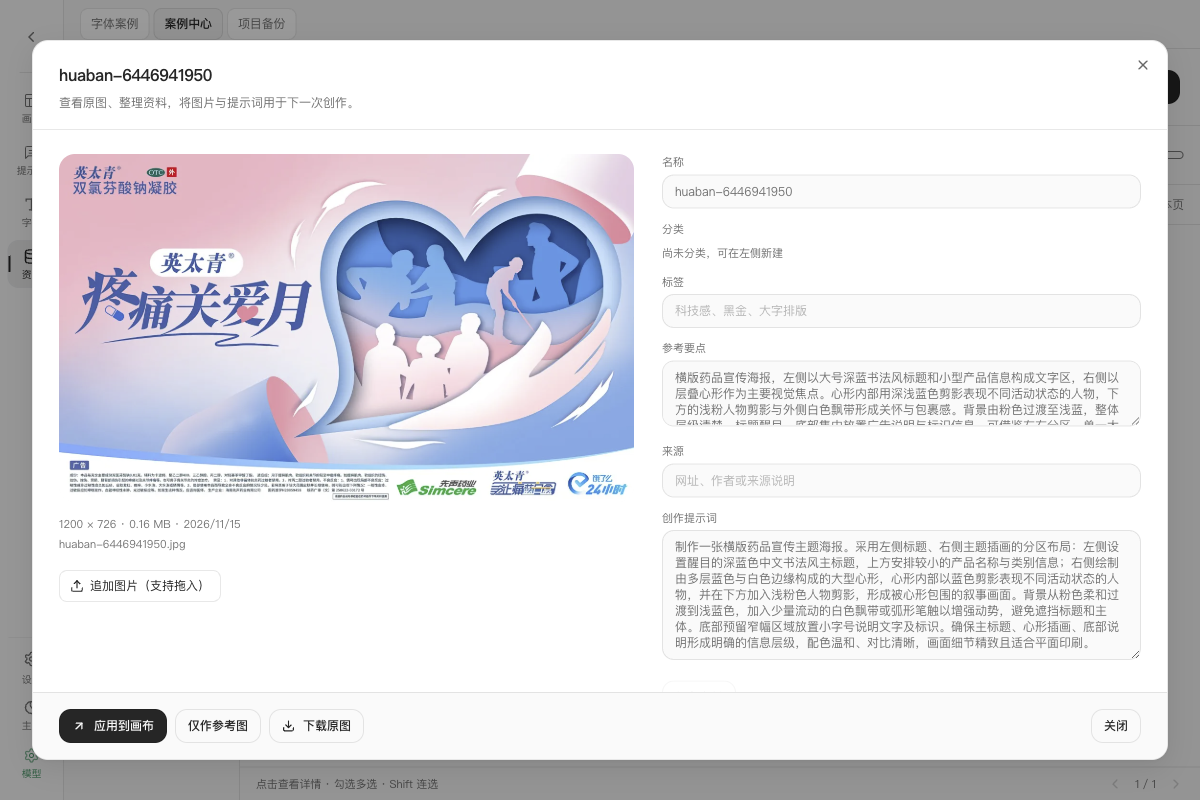 字体案例
案例中心
项目备份
huaban-6446941950
查看原图、整理资料，将图片与提示词用于下一次创作。
英太青®
OTC 外
双氯芬酸钠凝胶
英太青®
疼痛关爱月
广告
先声药业
Simcere
英太青®
24小时
1200 × 726 · 0.16 MB · 2026/11/15
huaban-6446941950.jpg
追加图片（支持拖入）
名称
huaban-6446941950
分类
尚未分类，可在左侧新建
标签
科技感、黑金、大字排版
参考要点
横版药品宣传海报，左侧以大号深蓝书法风标题和小型产品信息构成文字区，右侧以
层叠心形作为主要视觉焦点。心形内部用深浅蓝色剪影表现不同活动状态的人物，下
方的浅粉人物剪影与外侧白色飘带形成关怀与包裹感。背景由粉色过渡至浅蓝，整体
来源
网址、作者或来源说明
创作提示词
制作一张横版药品宣传主题海报。采用左侧标题、右侧主题插画的分区布局：左侧设
置醒目的深蓝色中文书法风主标题，上方安排较小的产品名称与类别信息；右侧绘制
由多层蓝色与白色边缘构成的大型心形，心形内部以蓝色剪影表现不同活动状态的人
物，并在下方加入浅粉色人物剪影，形成被心形包围的叙事画面。背景从粉色柔和过
渡到浅蓝色，加入少量流动的白色飘带或弧形笔触以增强动势，避免遮挡标题和主
体。底部预留窄幅区域放置小字号说明文字及标识。确保主标题、心形插画、底部说
明形成明确的信息层级，配色温和、对比清晰，画面细节精致且适合平面印刷。
应用到画布
仅作参考图
下载原图
关闭
模型
点击查看详情 · 勾选多选 · Shift 连选
1 / 1